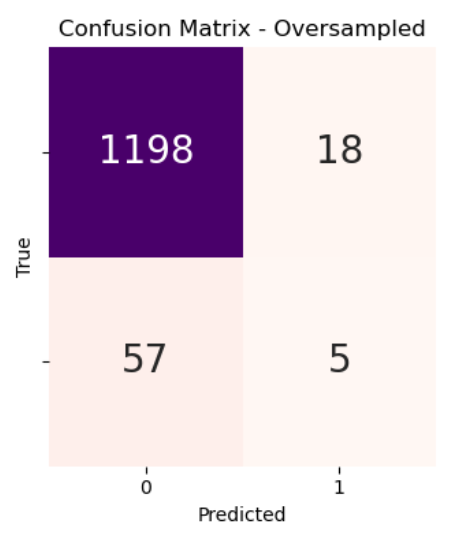 Confusion Matrix - Oversampled
1198 18
True
57 5
0 1
Predicted